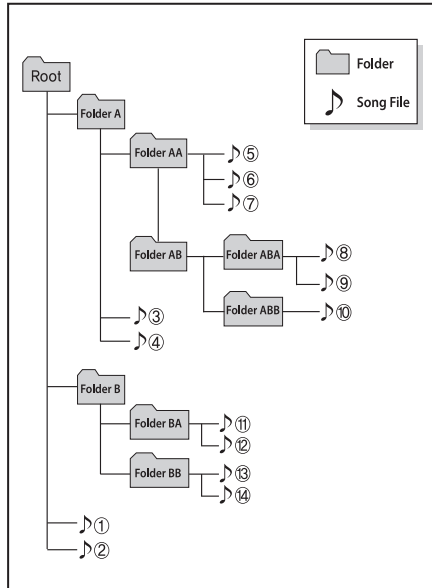 Root
Folder
Song File
Folder A
Folder AA
⑤
⑥
⑦
Folder AB
Folder ABA
⑧
⑨
Folder ABB
⑩
③
④
Folder B
Folder BA
⑪
⑫
Folder BB
⑬
⑭
①
②